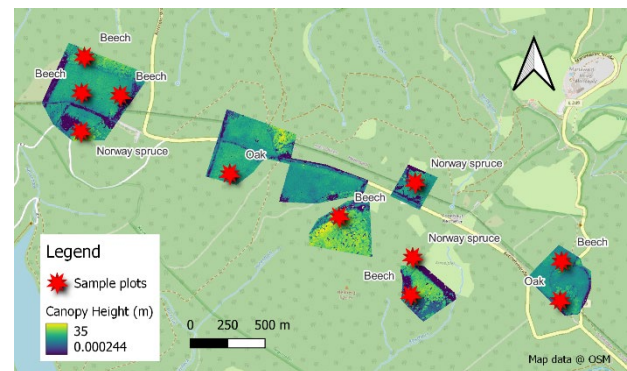 Beech
Beech
Beech
Norway spruce
Oak
Norway spruce
Beech
Norway spruce
Beech
Beech
Oak
Legend
Sample plots
Canopy Height (m)
35
0.000244
0 250 500 m
Map data @ OSM